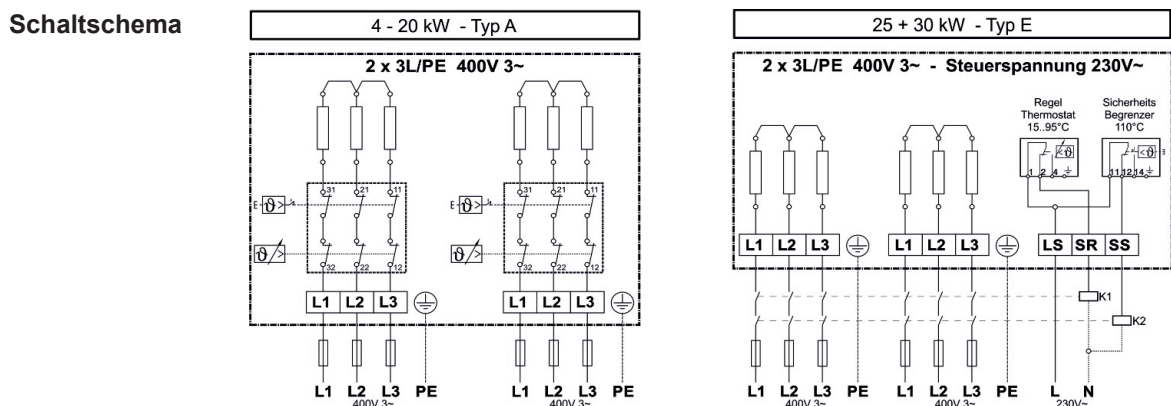 Schaltschema
4 - 20 kW - Typ A
2 x 3L/PE 400V 3~
31 21 11 31 21 11
E ϑ > ϑ E ϑ > ϑ
ϑ ϑ
32 22 12 32 22 12
L1 L2 L3 L1 L2 L3
L1 L2 L3 PE L1 L2 L3 PE
400V 3~ 400V 3~
25 + 30 kW - Typ E
2 x 3L/PE 400V 3~ - Steuerspannung 230V~
Regel Thermostat 15..95°C
Sicherheits Begrenzer 110°C
<ϑ <ϑ
1 2 4 11 12 14
L1 L2 L3 L1 L2 L3 LS SR SS
K1
K2
L1 L2 L3 PE L1 L2 L3 PE L N
400V 3~ 400V 3~ 230V~